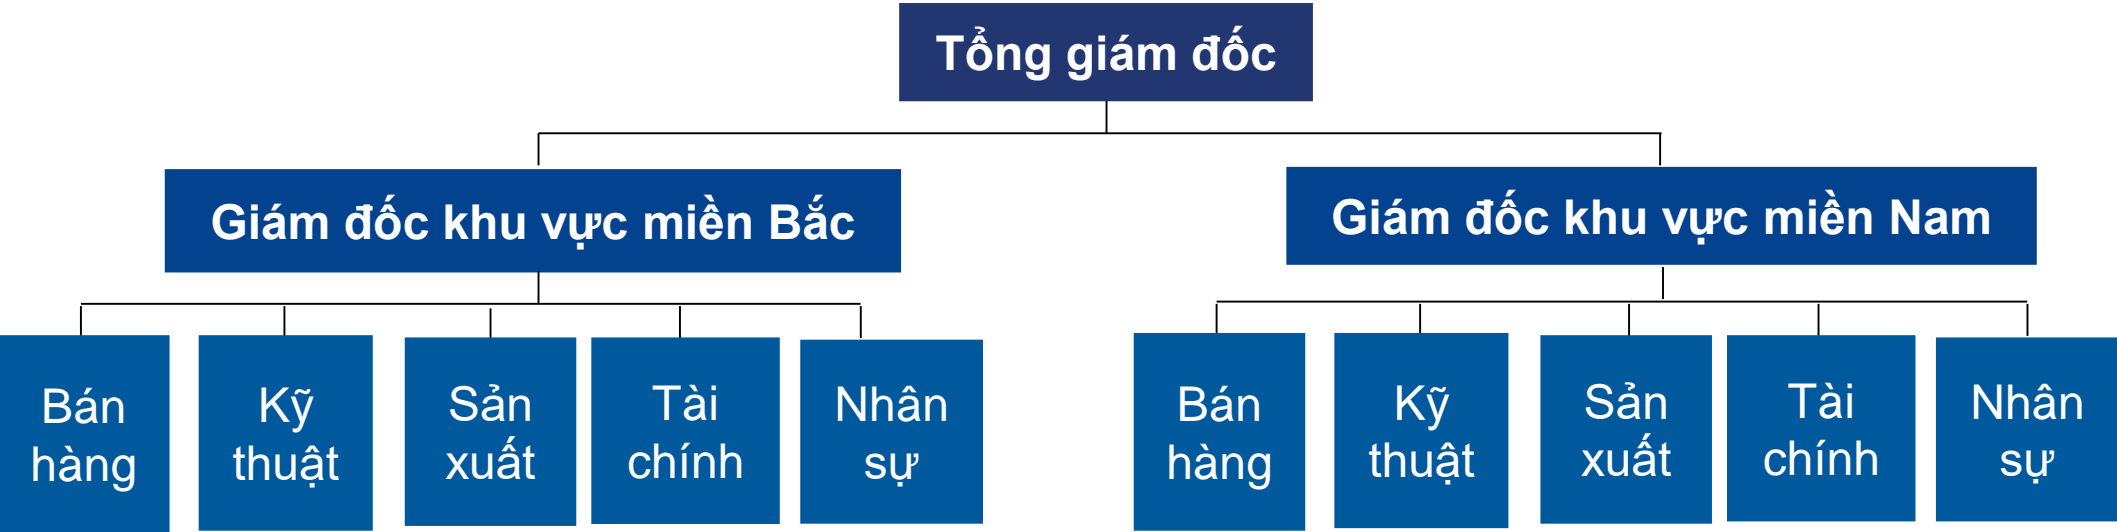 Tổng giám đốc
Giám đốc khu vực miền Bắc
Giám đốc khu vực miền Nam
Bán
hàng
Kỹ
thuật
Sản
xuất
Tài
chính
Nhân
sự
Bán
hàng
Kỹ
thuật
Sản
xuất
Tài
chính
Nhân
sự